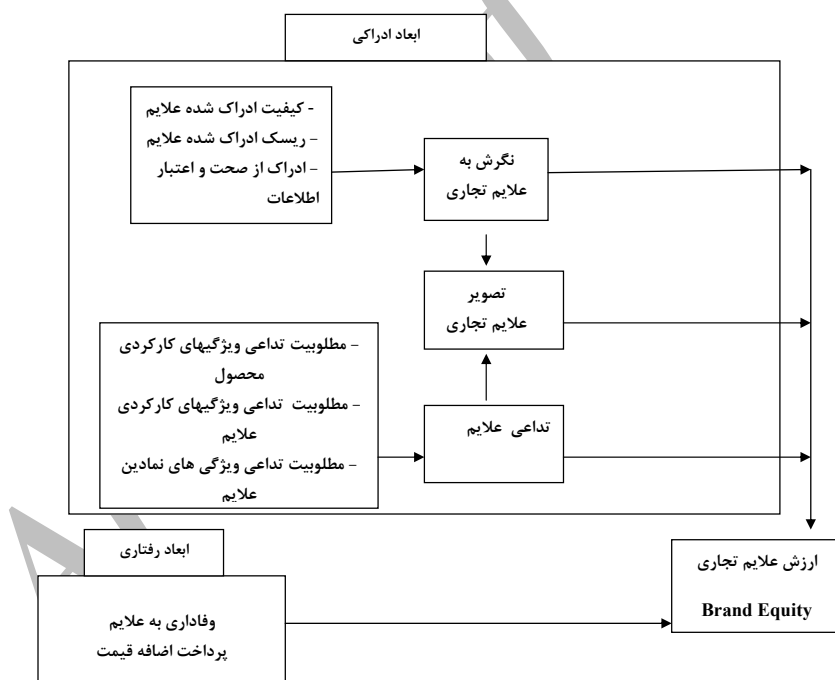 ابعاد ادراکی
- کیفیت ادراک شده علایم
– ریسک ادراک شده علایم
– ادراک از صحت و اعتبار
اطلاعات
نگرش به
علایم تجاری
تصویر
علایم تجاری
– مطلوبیت تداعی ویژگیهای کارکردی
محصول
– مطلوبیت تداعی ویژگیهای کارکردی
علایم
– مطلوبیت تداعی ویژگی های نمادین
علایم
تداعی علایم
ابعاد رفتاری
وفاداری به علایم
پرداخت اضافه قیمت
ارزش علایم تجاری
Brand Equity